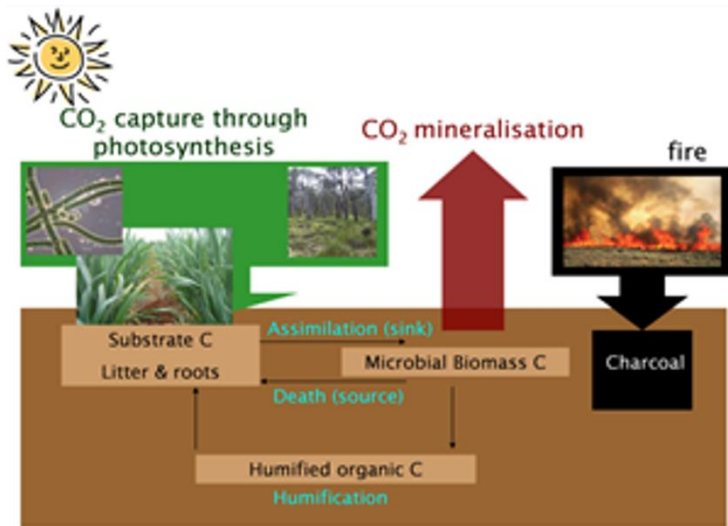 CO₂ capture through
photosynthesis
CO₂ mineralisation
fire
Substrate C
Litter & roots
Assimilation (sink)
Death (source)
Microbial Biomass C
Charcoal
Humified organic C
Humification